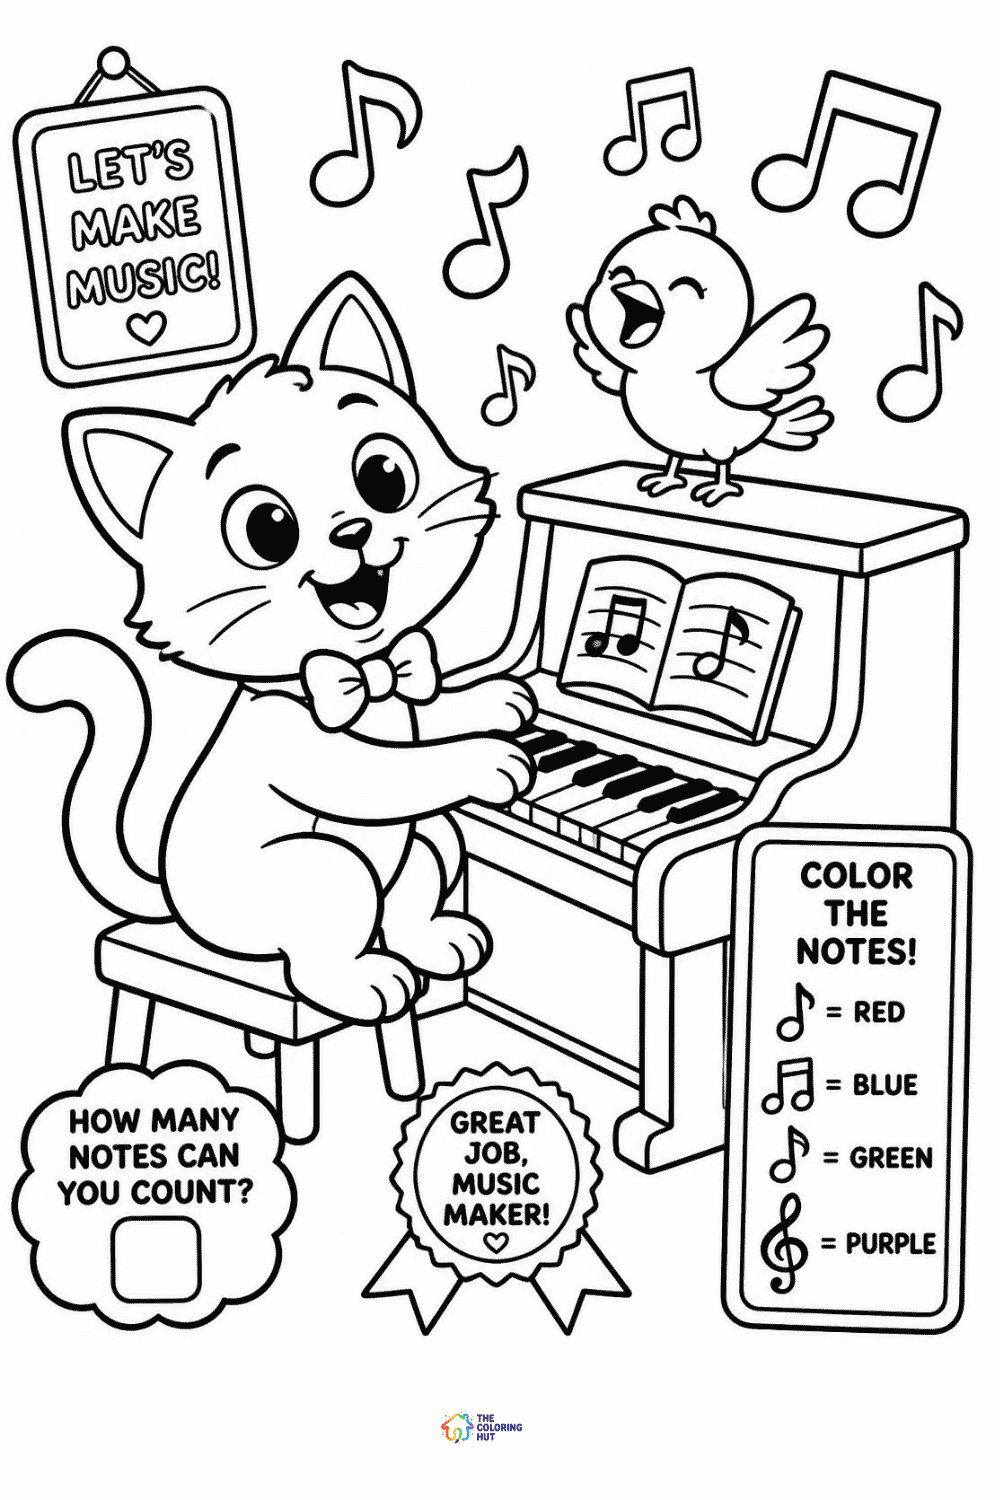 LET'S
MAKE
MUSIC!
COLOR
THE
NOTES!
= RED
= BLUE
= GREEN
= PURPLE
HOW MANY
NOTES CAN
YOU COUNT?
GREAT
JOB,
MUSIC
MAKER!
THE
COLORING
HUT